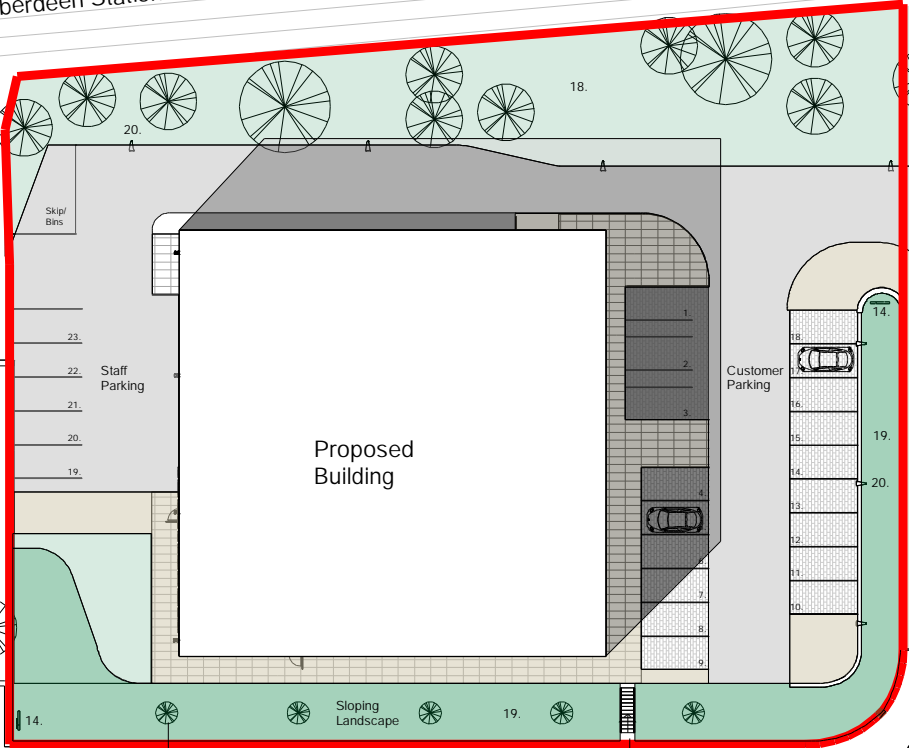 berdeen Station
18.
20.
Skip/
Bins
14.
1.
18.
23.
2.
Staff
Parking
Customer
Parking
22.
17.
21.
16.
3.
19.
15.
20.
Proposed
Building
19.
14.
20.
4.
13.
12.
6.
11.
7.
10.
8.
9.
14.
Sloping
Landscape
19.